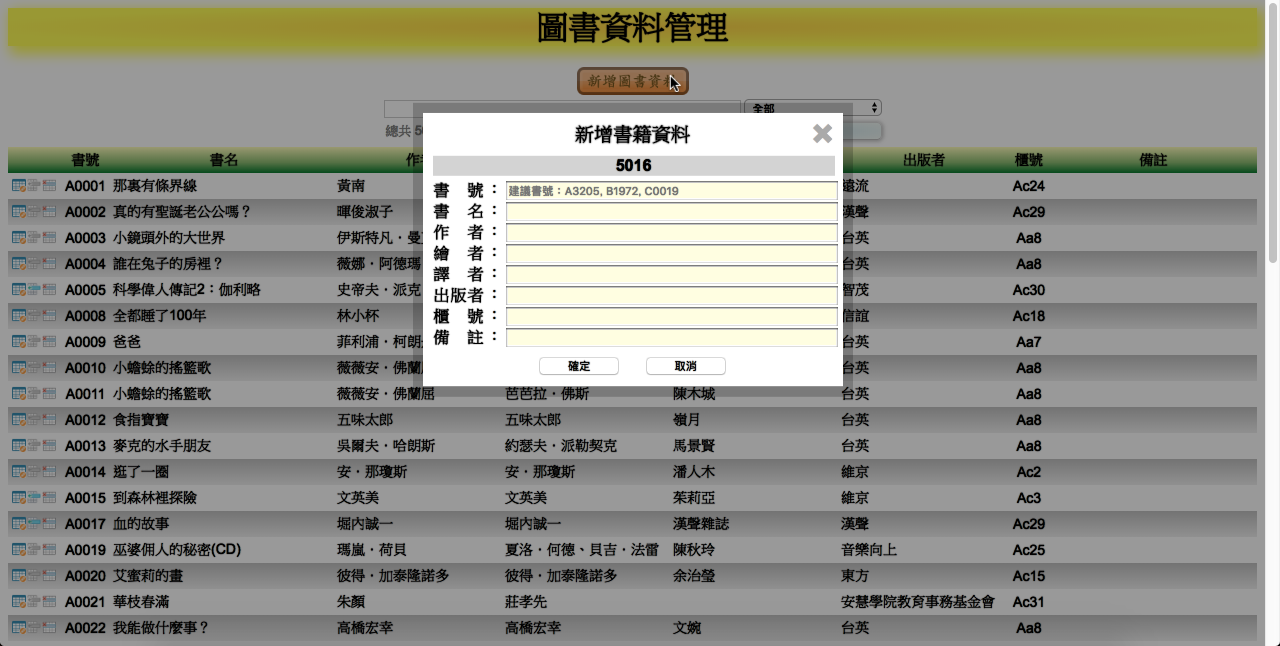 圖書資料管理
新增圖書資
全部
總共 50
新增書籍資料
5016
書 號：建議書號：A3205, B1972, C0019
書 名：
作 者：
繪 者：
譯 者：
出版者：
櫃 號：
備 註：
確定 取消
書號 書名 作 出版者 櫃號 備註
A0001 那裏有條界線 黃南 遠流 Ac24
A0002 真的有聖誕老公公嗎？ 暉俊淑子 漢聲 Ac29
A0003 小鏡頭外的大世界 伊斯特凡・曼 台英 Aa8
A0004 誰在兔子的房裡？ 薇娜・阿德瑪 台英 Aa8
A0005 科學偉人傳記2：伽利略 史帝夫・派克 智茂 Ac30
A0008 全都睡了100年 林小杯 信誼 Ac18
A0009 爸爸 菲利浦・柯朗 台英 Aa7
A0010 小蟾蜍的搖籃歌 薇薇安・佛蘭 台英 Aa8
A0011 小蟾蜍的搖籃歌 薇薇安・佛蘭屈 芭芭拉・佛斯 陳木城 台英 Aa8
A0012 食指寶寶 五味太郎 五味太郎 嶺月 台英 Aa8
A0013 麥克的水手朋友 吳爾夫・哈朗斯 約瑟夫・派勒契克 馬景賢 台英 Aa8
A0014 逛了一圈 安・那瓊斯 安・那瓊斯 潘人木 維京 Ac2
A0015 到森林裡探險 文英美 文英美 茱莉亞 維京 Ac3
A0017 血的故事 堀內誠一 堀內誠一 漢聲雜誌 漢聲 Ac29
A0019 巫婆佣人的秘密(CD) 瑪嵐・荷貝 夏洛・何德、貝吉・法雷 陳秋玲 音樂向上 Ac25
A0020 艾蜜莉的畫 彼得・加泰隆諾多 彼得・加泰隆諾多 余治瑩 東方 Ac15
A0021 華枝春滿 朱顏 莊孝先 安慧學院教育事務基金會 Ac31
A0022 我能做什麼事？ 高橋宏幸 高橋宏幸 文婉 台英 Aa8